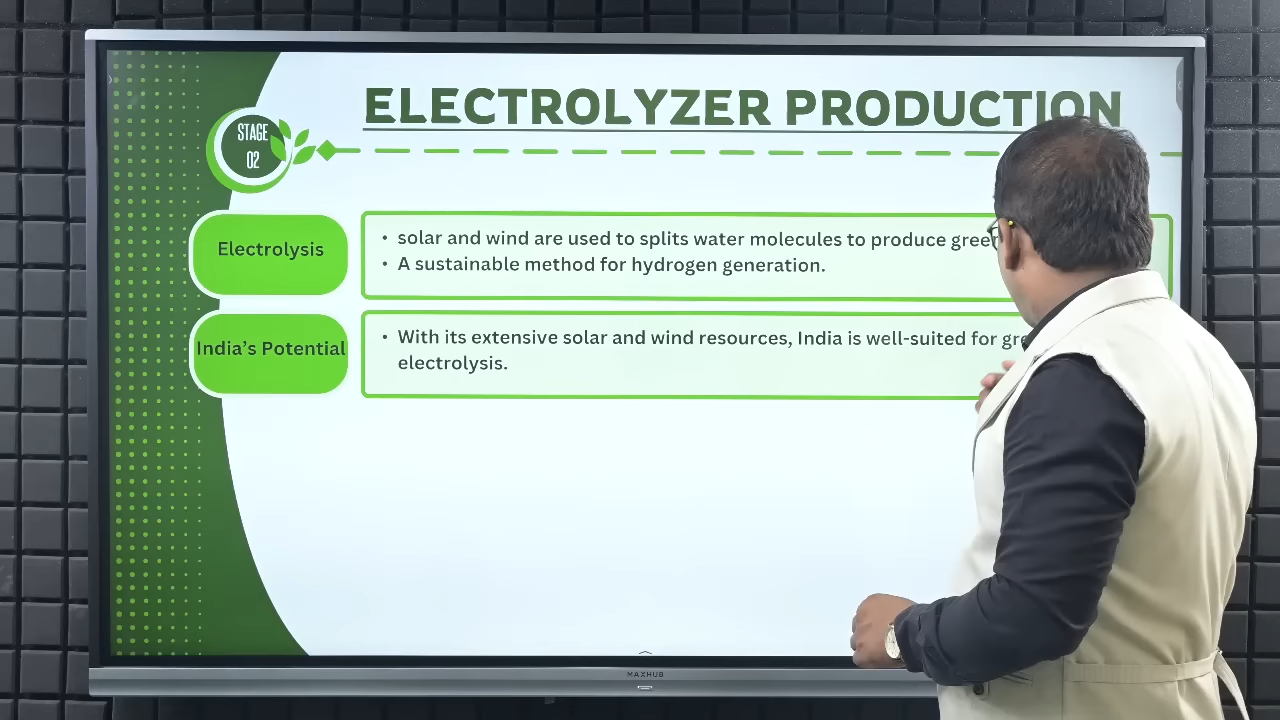 ELECTROLYZER PRODUCTION
STAGE
02
Electrolysis
• solar and wind are used to splits water molecules to produce
• A sustainable method for hydrogen generation.
India's Potential
• With its extensive solar and wind resources, India is well-suited for
electrolysis.
MAXHUB